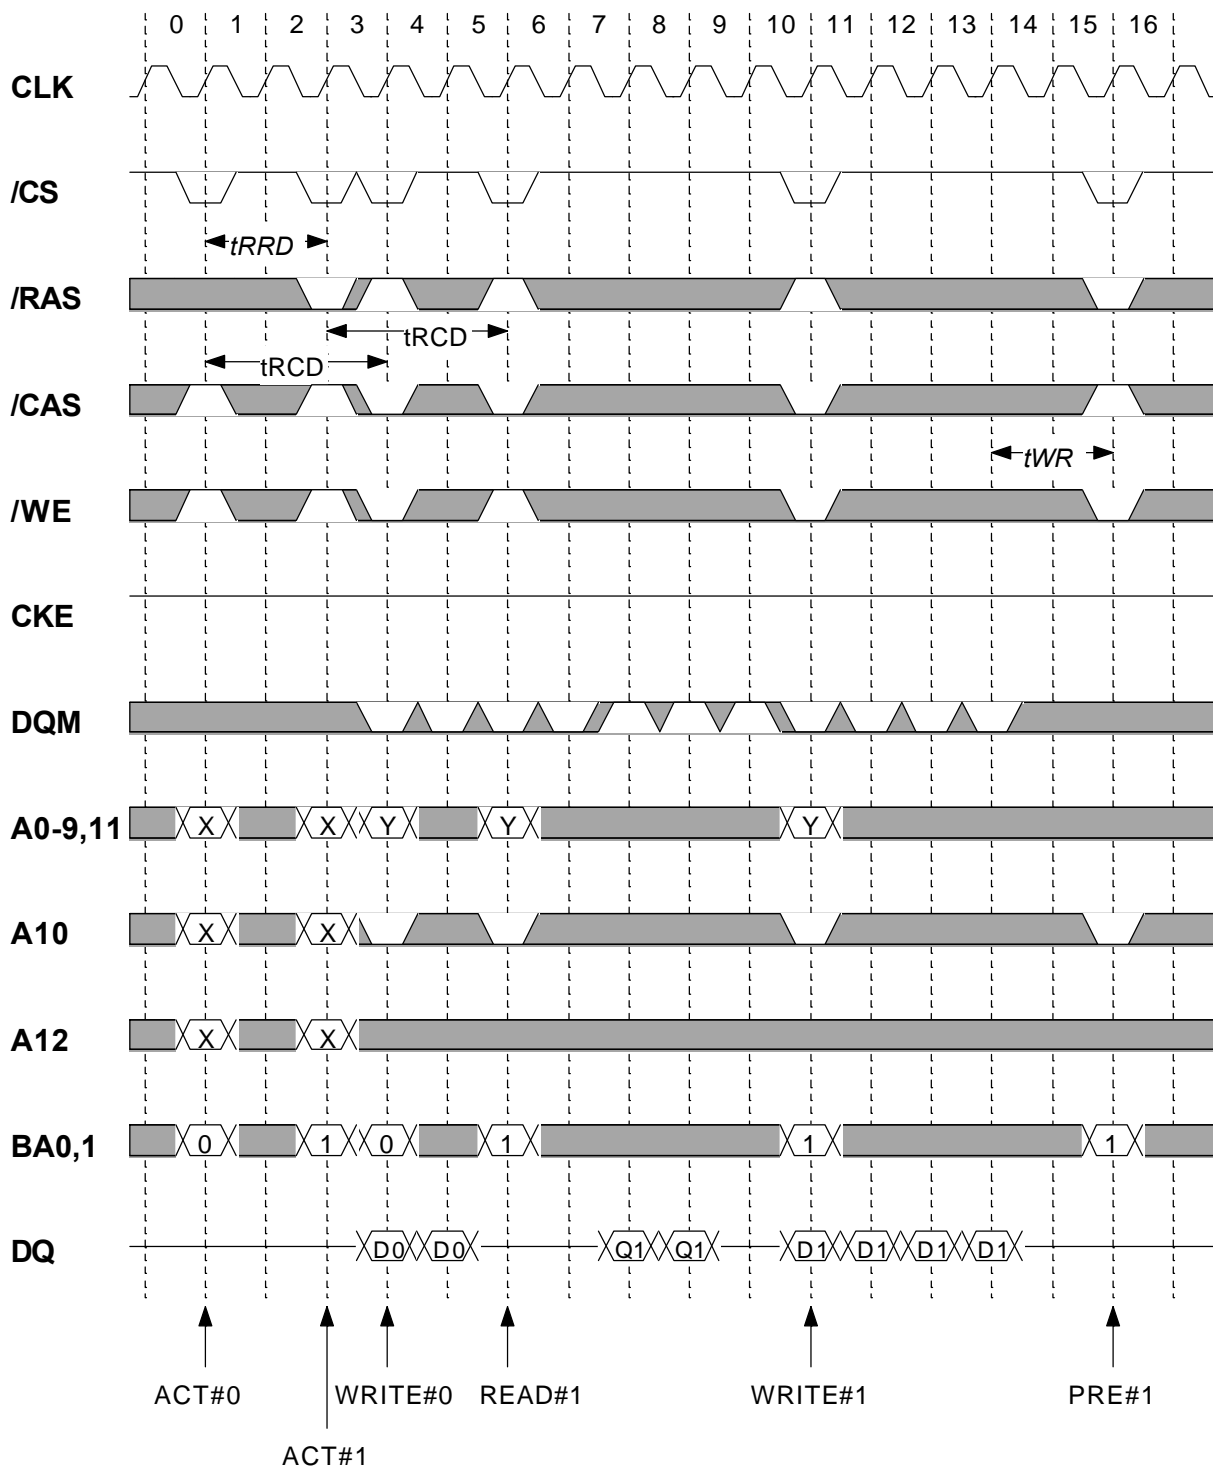 0 1 2 3 4 5 6 7 8 9 10 11 12 13 14 15 16
CLK
/CS
tRRD
/RAS
tRCD
tRCD
/CAS
tWR
/WE
CKE
DQM
A0-9,11 X X Y Y Y
A10 X X
A12 X X
BA0,1 0 1 0 1 1 1
DQ D0 D0 Q1 Q1 D1 D1 D1 D1
ACT#0 WRITE#0 READ#1 WRITE#1 PRE#1
ACT#1